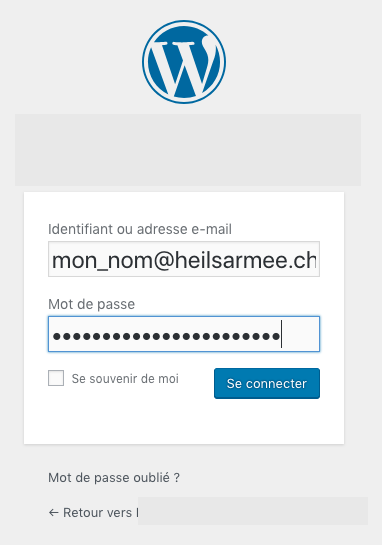 Identifiant ou adresse e-mail
mon_nom@heilsarmee.ch
Mot de passe
•••••••••••••••••••••••
Se souvenir de moi
Se connecter
Mot de passe oublié ?
← Retour vers